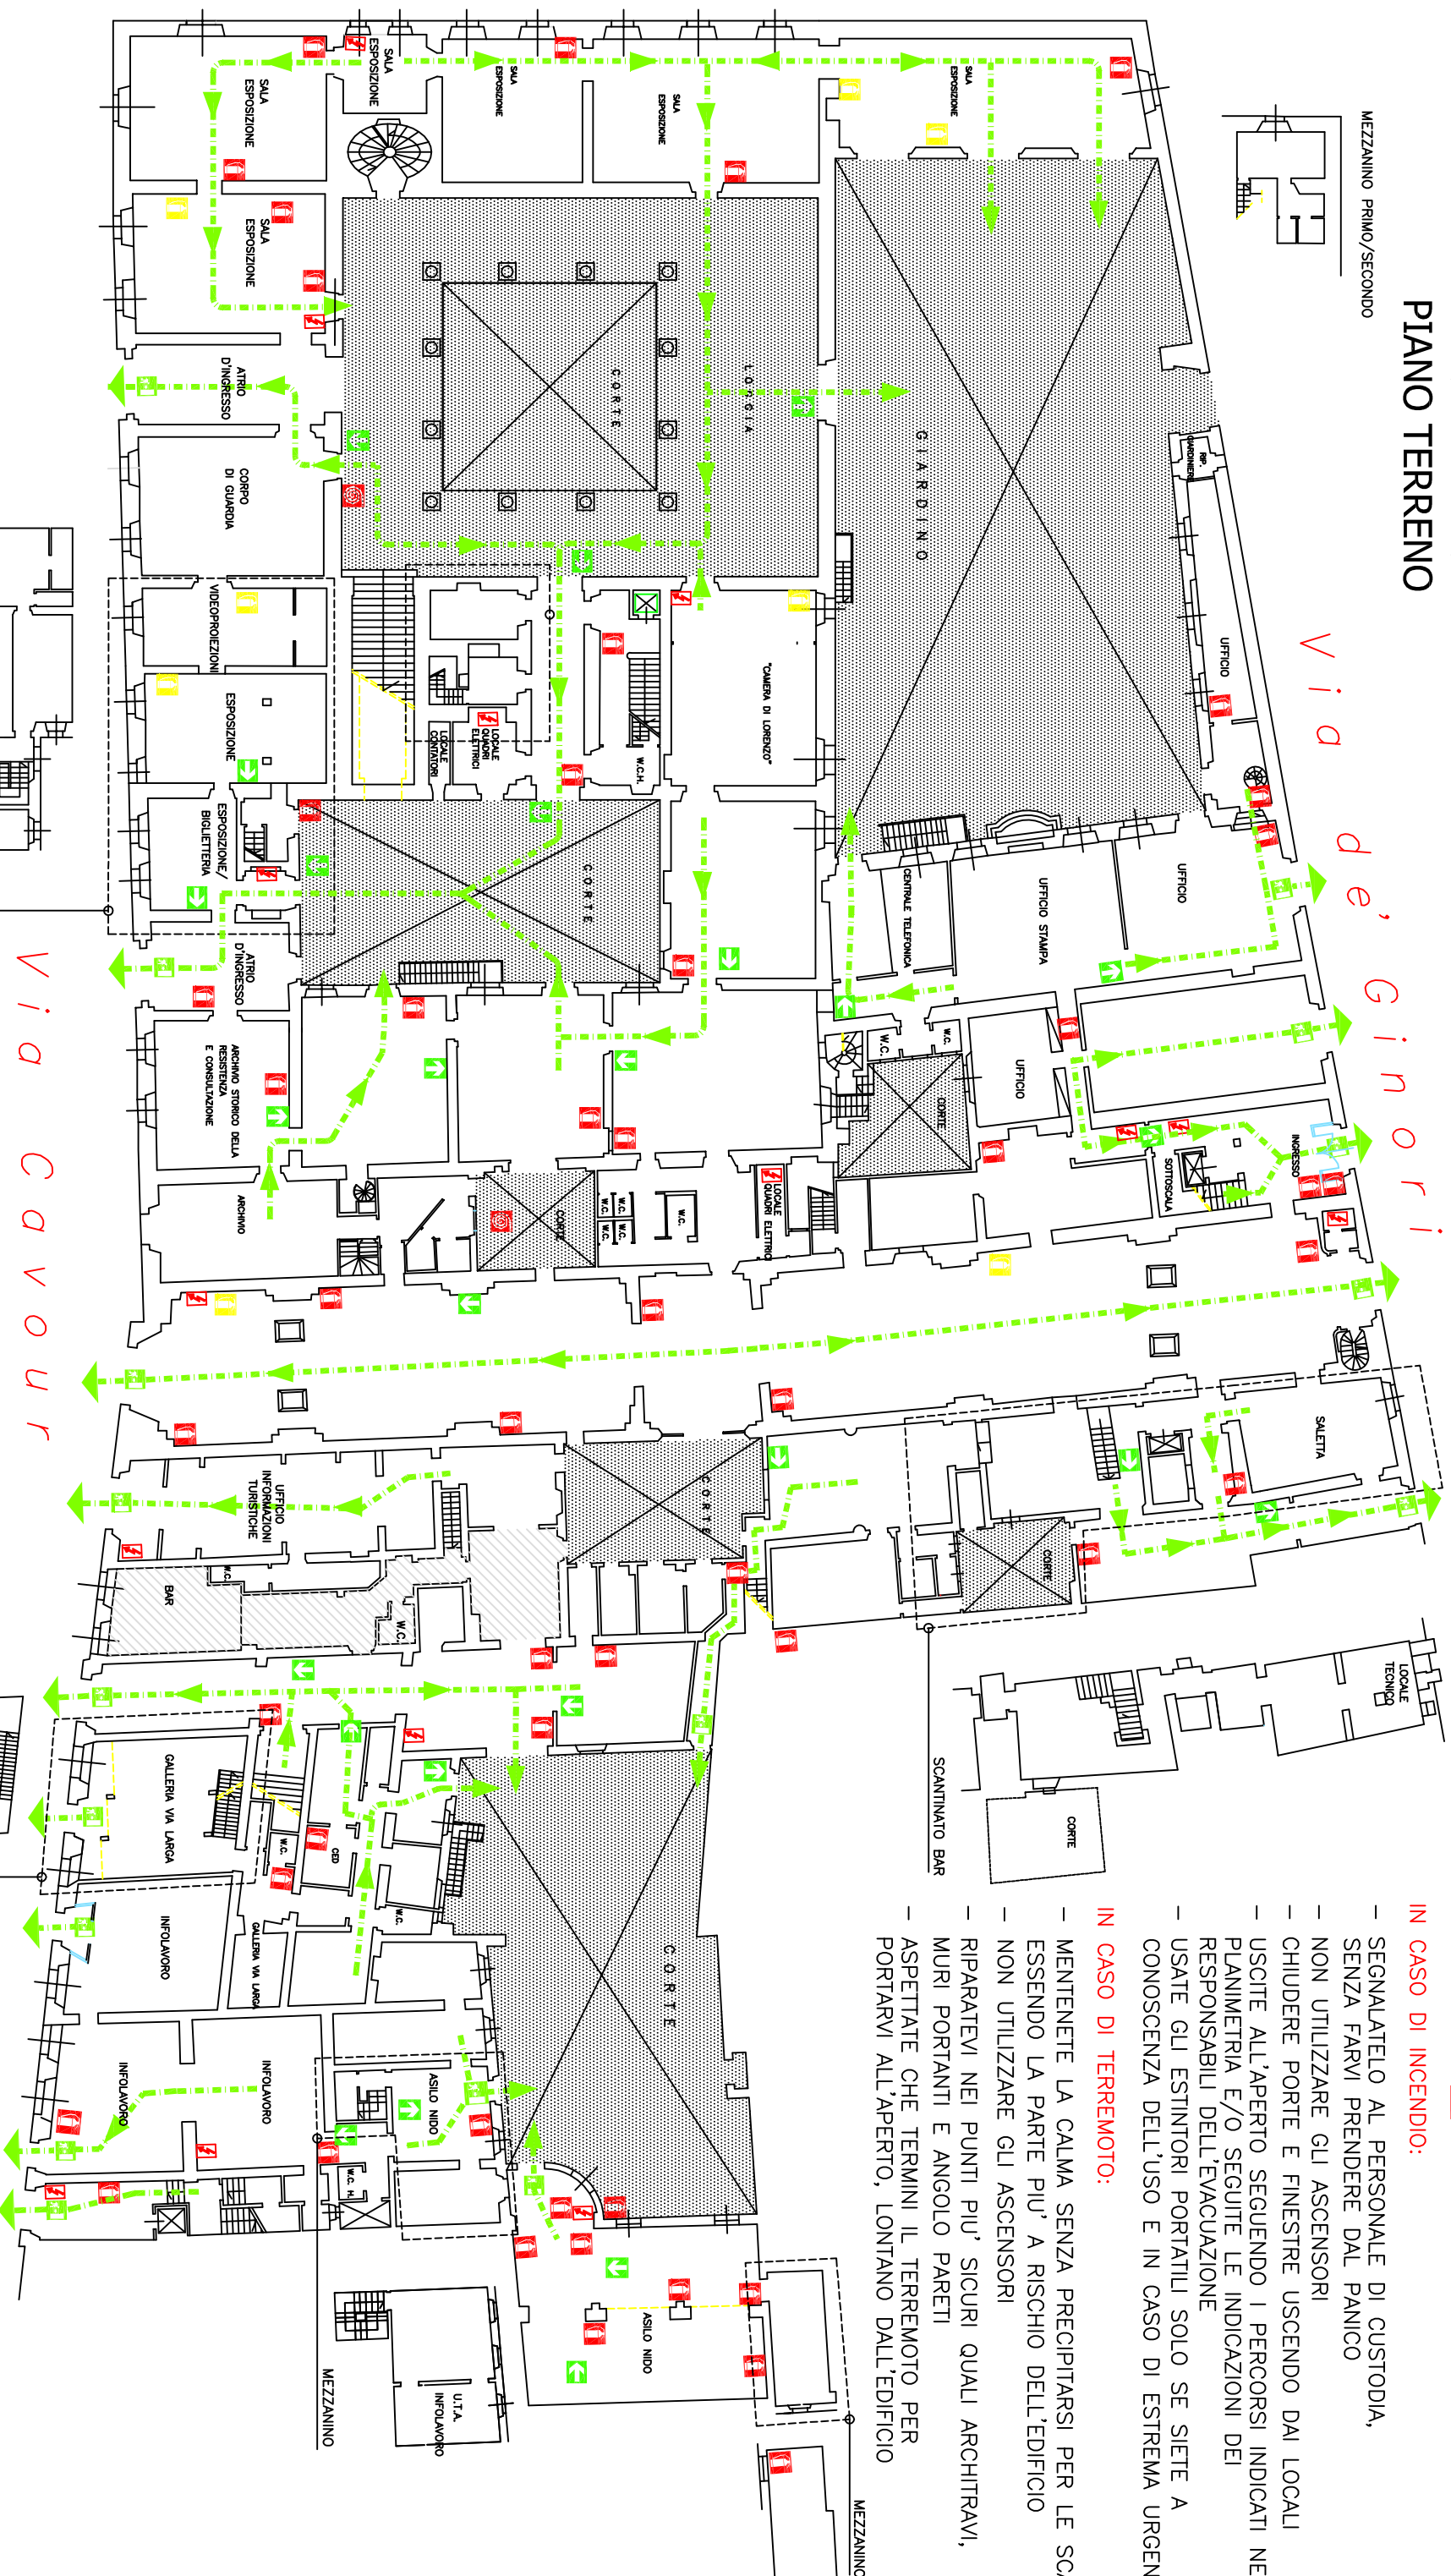 PIANO TERRENO
MEZZANINO PRIMO/SECONDO
Via de' Ginori
Via Cavour
SALA
ESPOSIZIONE
SALA
ESPOSIZIONE
SALA
ESPOSIZIONE
SALA
ESPOSIZIONE
SALA
ESPOSIZIONE
SALA
ESPOSIZIONE
ATRIO
D'INGRESSO
CORPO
DI GUARDIA
CORTE
LOGGIA
GIARDINO
RIP.
GIARDINIERI
UFFICIO
VIDEOPROIEZIONI
ESPOSIZIONE
ESPOSIZIONE/
BIGLIETTERIA
LOCALE
CONTATORI
LOCALE
QUADRI
ELETTRICI
W.C.H.
"CAMERA DI LORENZO"
CORTE
CENTRALE TELEFONICA
UFFICIO STAMPA
UFFICIO
ATRIO
D'INGRESSO
ARCHIVIO STORICO DELLA
RESISTENZA
E CONSULTAZIONE
ARCHIVIO
W.C.
W.C.
UFFICIO
CORTE
CORTE
W.C.
W.C.
W.C.
W.C.
W.C.
LOCALE
QUADRI ELETTRICI
SOTTOSCALA
INGRESSO
SALETTA
UFFICIO
INFORMAZIONI
TURISTICHE
CORTE
CORTE
BAR
W.C.
W.C.
LOCALE
TECNICO
CORTE
SCANTINATO BAR
GALLERIA VIA LARGA
W.C.
CED
W.C.
GALLERIA VIA LARGA
INFOLAVORO
INFOLAVORO
INFOLAVORO
CORTE
ASILO NIDO
W.C.
H.
ASILO NIDO
MEZZANINO
U.T.A.
INFOLAVORO
MEZZANINO
IN CASO DI INCENDIO:
- SEGNALATELO AL PERSONALE DI CUSTODIA,
SENZA FARVI PRENDERE DAL PANICO
- NON UTILIZZARE GLI ASCENSORI
- CHIUDERE PORTE E FINESTRE USCENDO DAI LOCALI
- USCITE ALL'APERTO SEGUENDO I PERCORSI INDICATI NE
PLANIMETRIA E/O SEGUITE LE INDICAZIONI DEI
RESPONSABILI DELL'EVACUAZIONE
- USATE GLI ESTINTORI PORTATILI SOLO SE SIETE A
CONOSCENZA DELL'USO E IN CASO DI ESTREMA URGEN
IN CASO DI TERREMOTO:
- MENTENETE LA CALMA SENZA PRECIPITARSI PER LE SCA
ESSENDO LA PARTE PIU' A RISCHIO DELL'EDIFICIO
- NON UTILIZZARE GLI ASCENSORI
- RIPARATEVI NEI PUNTI PIU' SICURI QUALI ARCHITRAVI,
MURI PORTANTI E ANGOLO PARETI
- ASPETTATE CHE TERMINI IL TERREMOTO PER
PORTARVI ALL'APERTO, LONTANO DALL'EDIFICIO